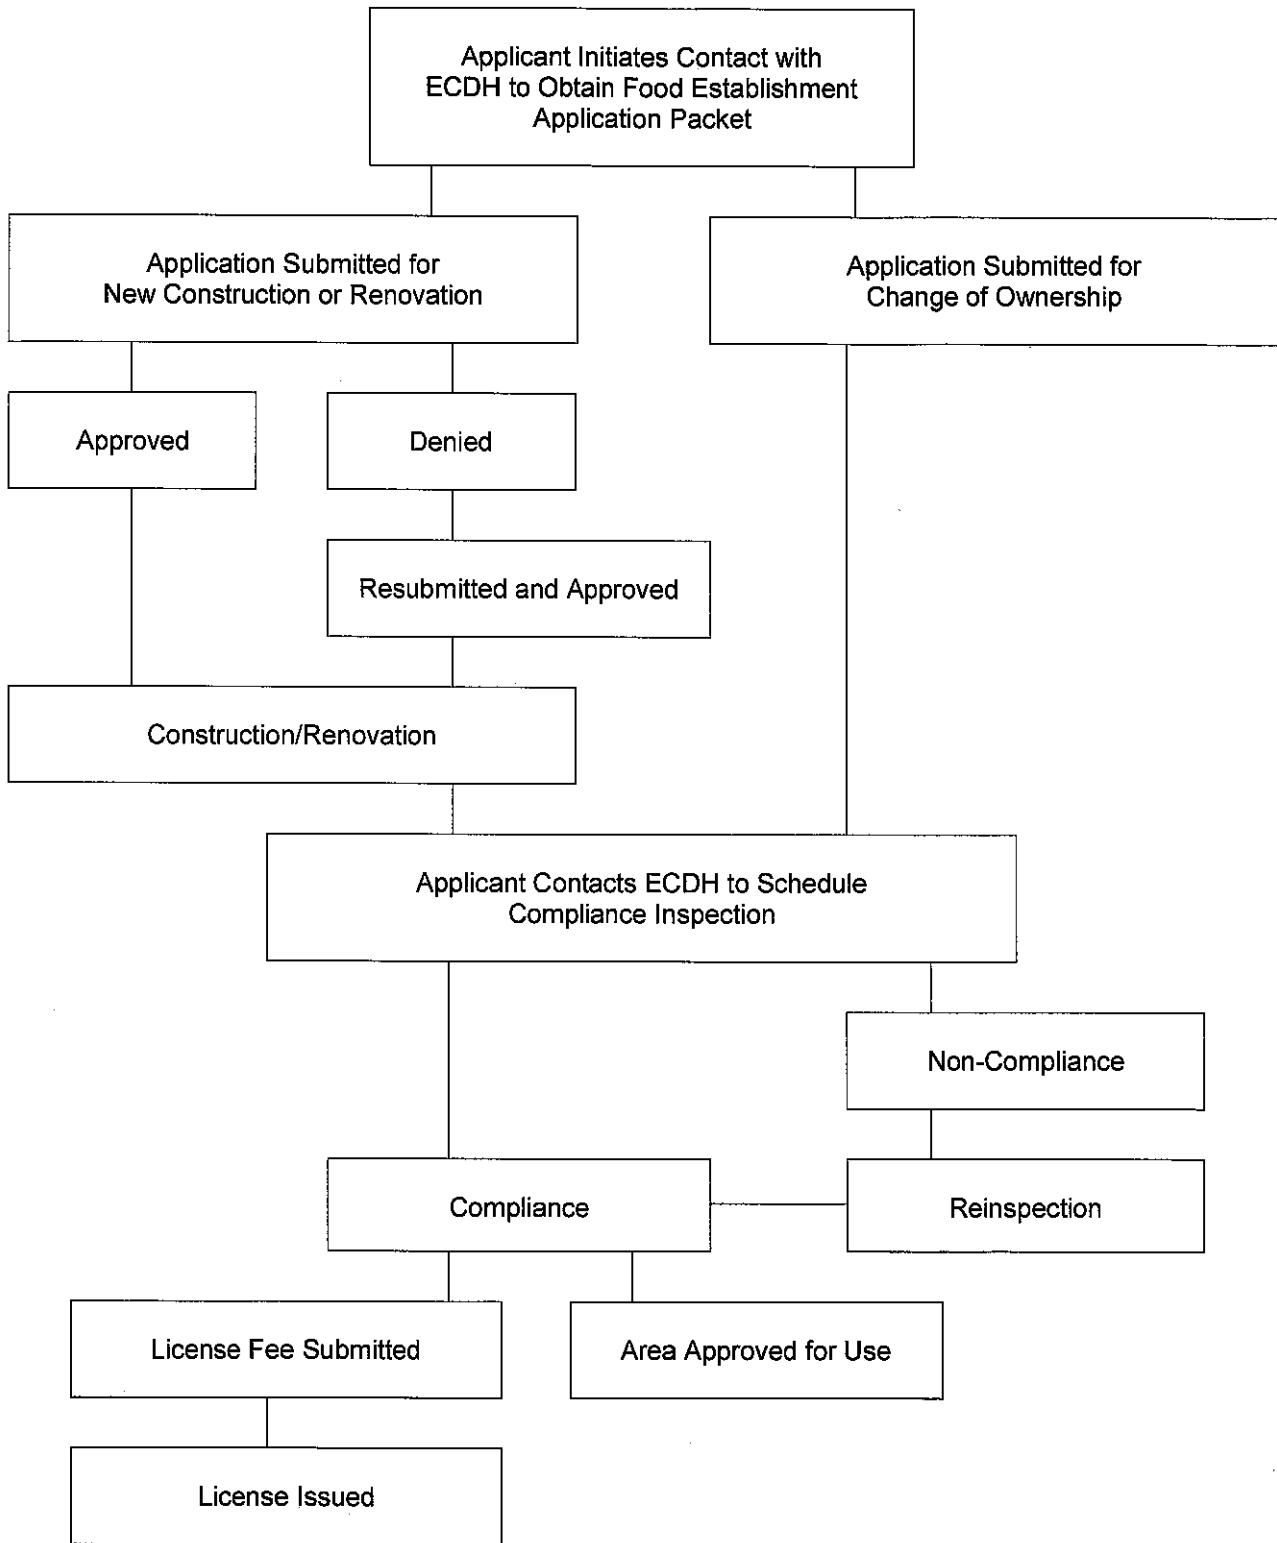 Applicant Initiates Contact with
ECDH to Obtain Food Establishment
Application Packet
Application Submitted for
New Construction or Renovation
Application Submitted for
Change of Ownership
Approved
Denied
Resubmitted and Approved
Construction/Renovation
Applicant Contacts ECDH to Schedule
Compliance Inspection
Non-Compliance
Compliance
Reinspection
License Fee Submitted
Area Approved for Use
License Issued